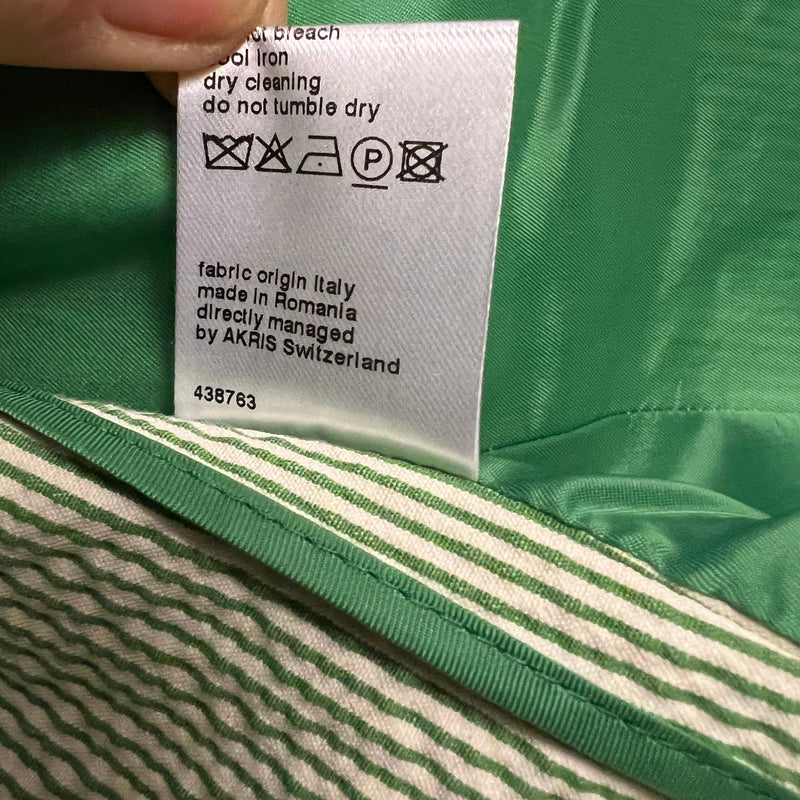 bleach
iron
dry cleaning
do not tumble dry
P
fabric origin Italy
made in Romania
directly managed
by AKRIS Switzerland
438763